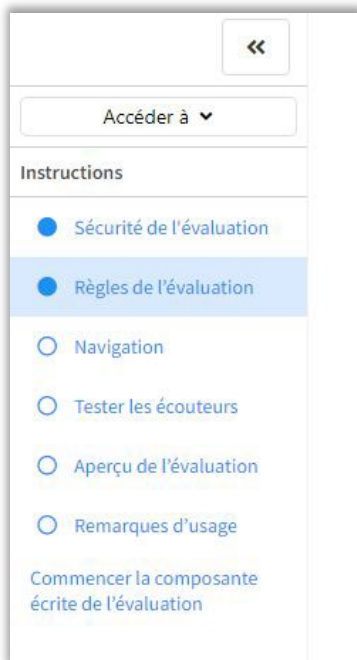 Accéder à
Instructions
Sécurité de l'évaluation
Règles de l’évaluation
Navigation
Tester les écouteurs
Aperçu de l’évaluation
Remarques d’usage
Commencer la composante
écrite de l’évaluation